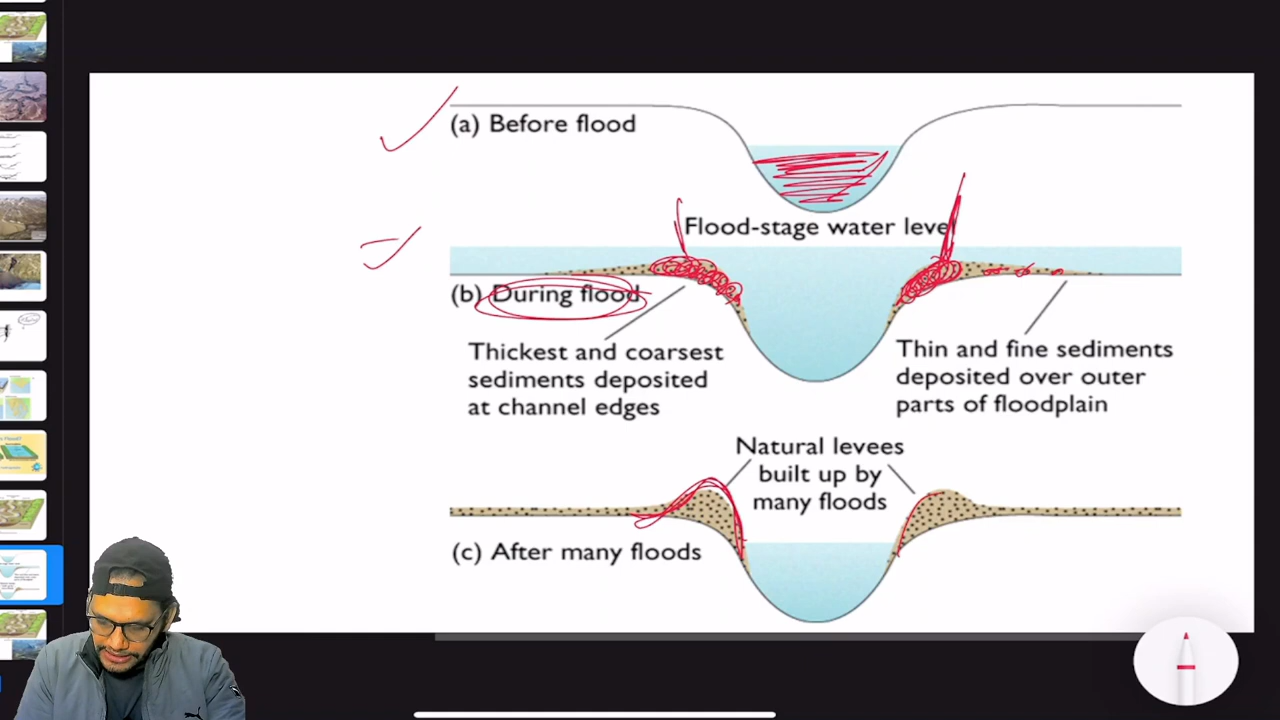 (a) Before flood
Flood-stage water level
(b) During flood
Thickest and coarsest
sediments deposited
at channel edges
Thin and fine sediments
deposited over outer
parts of floodplain
Natural levees
built up by
many floods
(c) After many floods